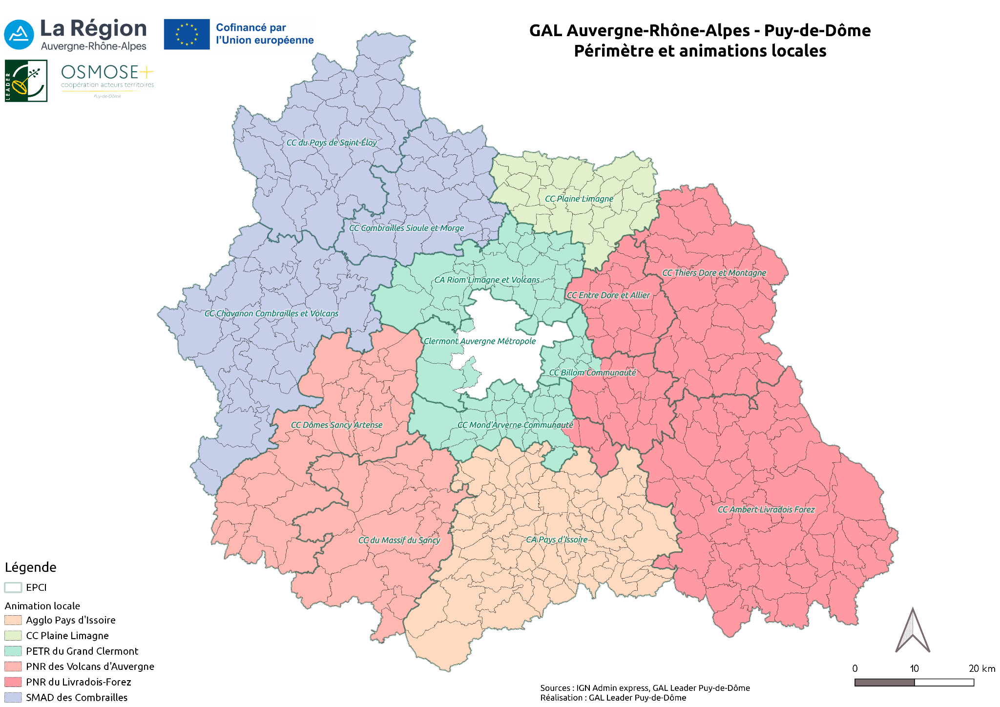 La Région
Auvergne-Rhône-Alpes
Cofinancé par
l'Union européenne
LEADER
OSMOSE+
coopération acteurs territoires
Puy-de-Dôme
GAL Auvergne-Rhône-Alpes - Puy-de-Dôme
Périmètre et animations locales
CC du Pays de Saint-Éloy
CC Plaine Limagne
CC Combrailles Sioule et Morge
CC Thiers Dore et Montagne
CA Riom Limagne et Volcans
CC Entre Dore et Allier
CC Chavanon Combrailles et Volcans
Clermont Auvergne Métropole
CC Billom Communauté
CC Dômes Sancy Artense
CC Mond'Arverne Communauté
CC Ambert Livradois Forez
CC du Massif du Sancy
CA Pays d'Issoire
Légende
EPCI
Animation locale
Agglo Pays d'Issoire
CC Plaine Limagne
PETR du Grand Clermont
PNR des Volcans d'Auvergne
PNR du Livradois-Forez
SMAD des Combrailles
0 10 20 km
Sources : IGN Admin express, GAL Leader Puy-de-Dôme
Réalisation : GAL Leader Puy-de-Dôme